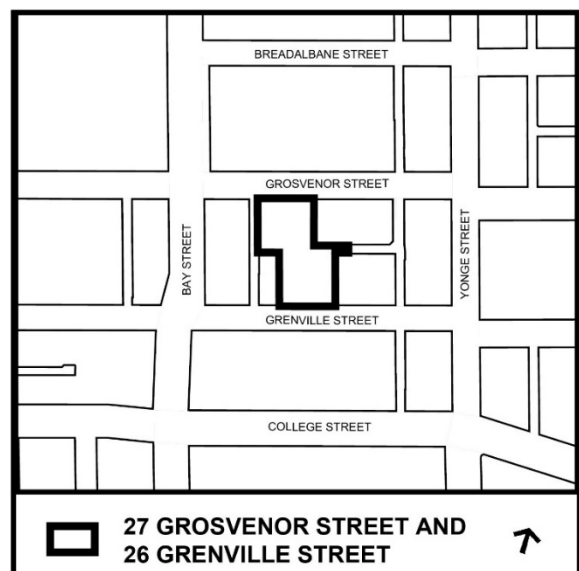 BREADALBANE STREET
GROSVENOR STREET
BAY STREET
YONGE STREET
GRENVILLE STREET
COLLEGE STREET
27 GROSVENOR STREET AND
26 GRENVILLE STREET